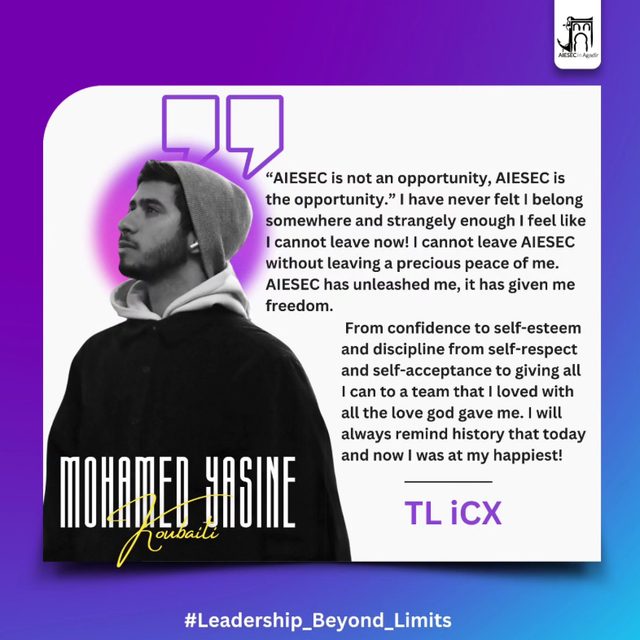 AIESEC in Agadir
“AIESEC is not an opportunity, AIESEC is
the opportunity.” I have never felt I belong
somewhere and strangely enough I feel like
I cannot leave now! I cannot leave AIESEC
without leaving a precious peace of me.
AIESEC has unleashed me, it has given me
freedom.
From confidence to self-esteem
and discipline from self-respect
and self-acceptance to giving all
I can to a team that I loved with
all the love god gave me. I will
always remind history that today
and now I was at my happiest!
MOHAMED YASINE
Koubaiti
TL iCX
#Leadership_Beyond_Limits